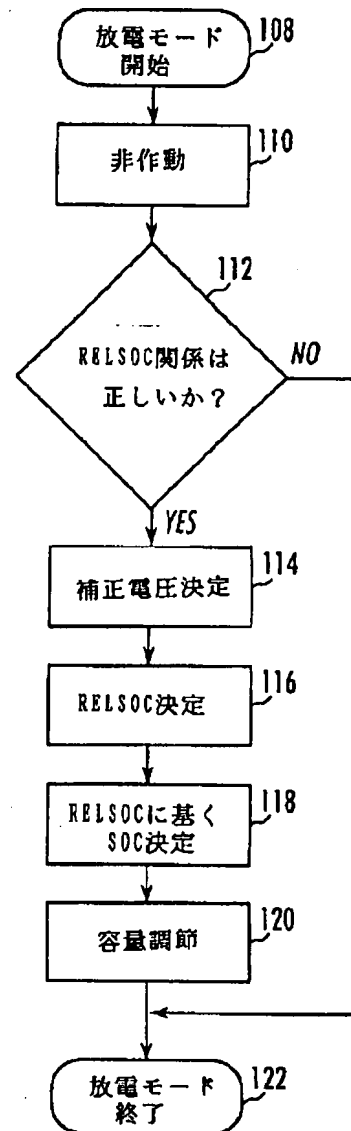 放電モード
開始
108
非作動
110
112
RELSOC関係は
正しいか？
NO
YES
補正電圧決定
114
RELSOC決定
116
RELSOCに基く
SOC決定
118
容量調節
120
放電モード
終了
122